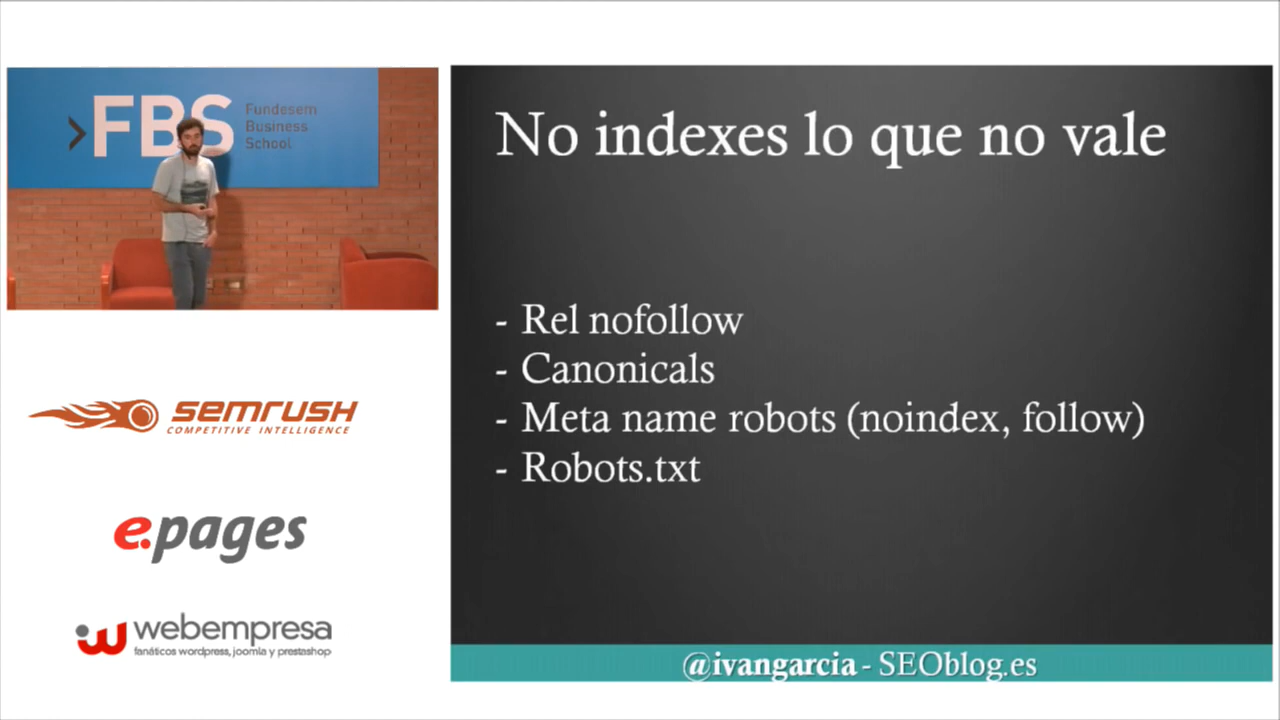 FBS
Fundesem
Business
School
SEMRUSH
COMPETITIVE INTELLIGENCE
e.pages
webempresa
fanáticos wordpress, joomla y prestashop
No indexes lo que no vale
- Rel nofollow
- Canonicals
- Meta name robots (noindex, follow)
- Robots.txt
@ivangarcia - SEOblog.es